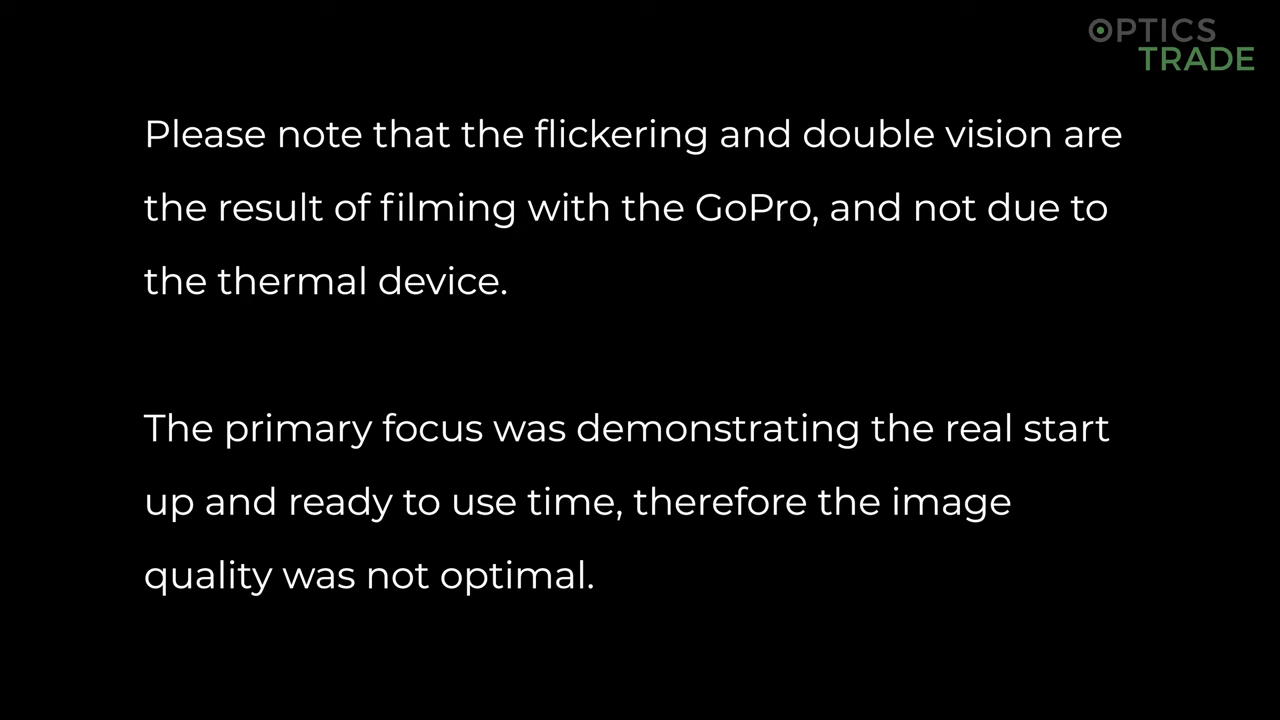 OPTICS
TRADE
Please note that the flickering and double vision are
the result of filming with the GoPro, and not due to
the thermal device.
The primary focus was demonstrating the real start
up and ready to use time, therefore the image
quality was not optimal.